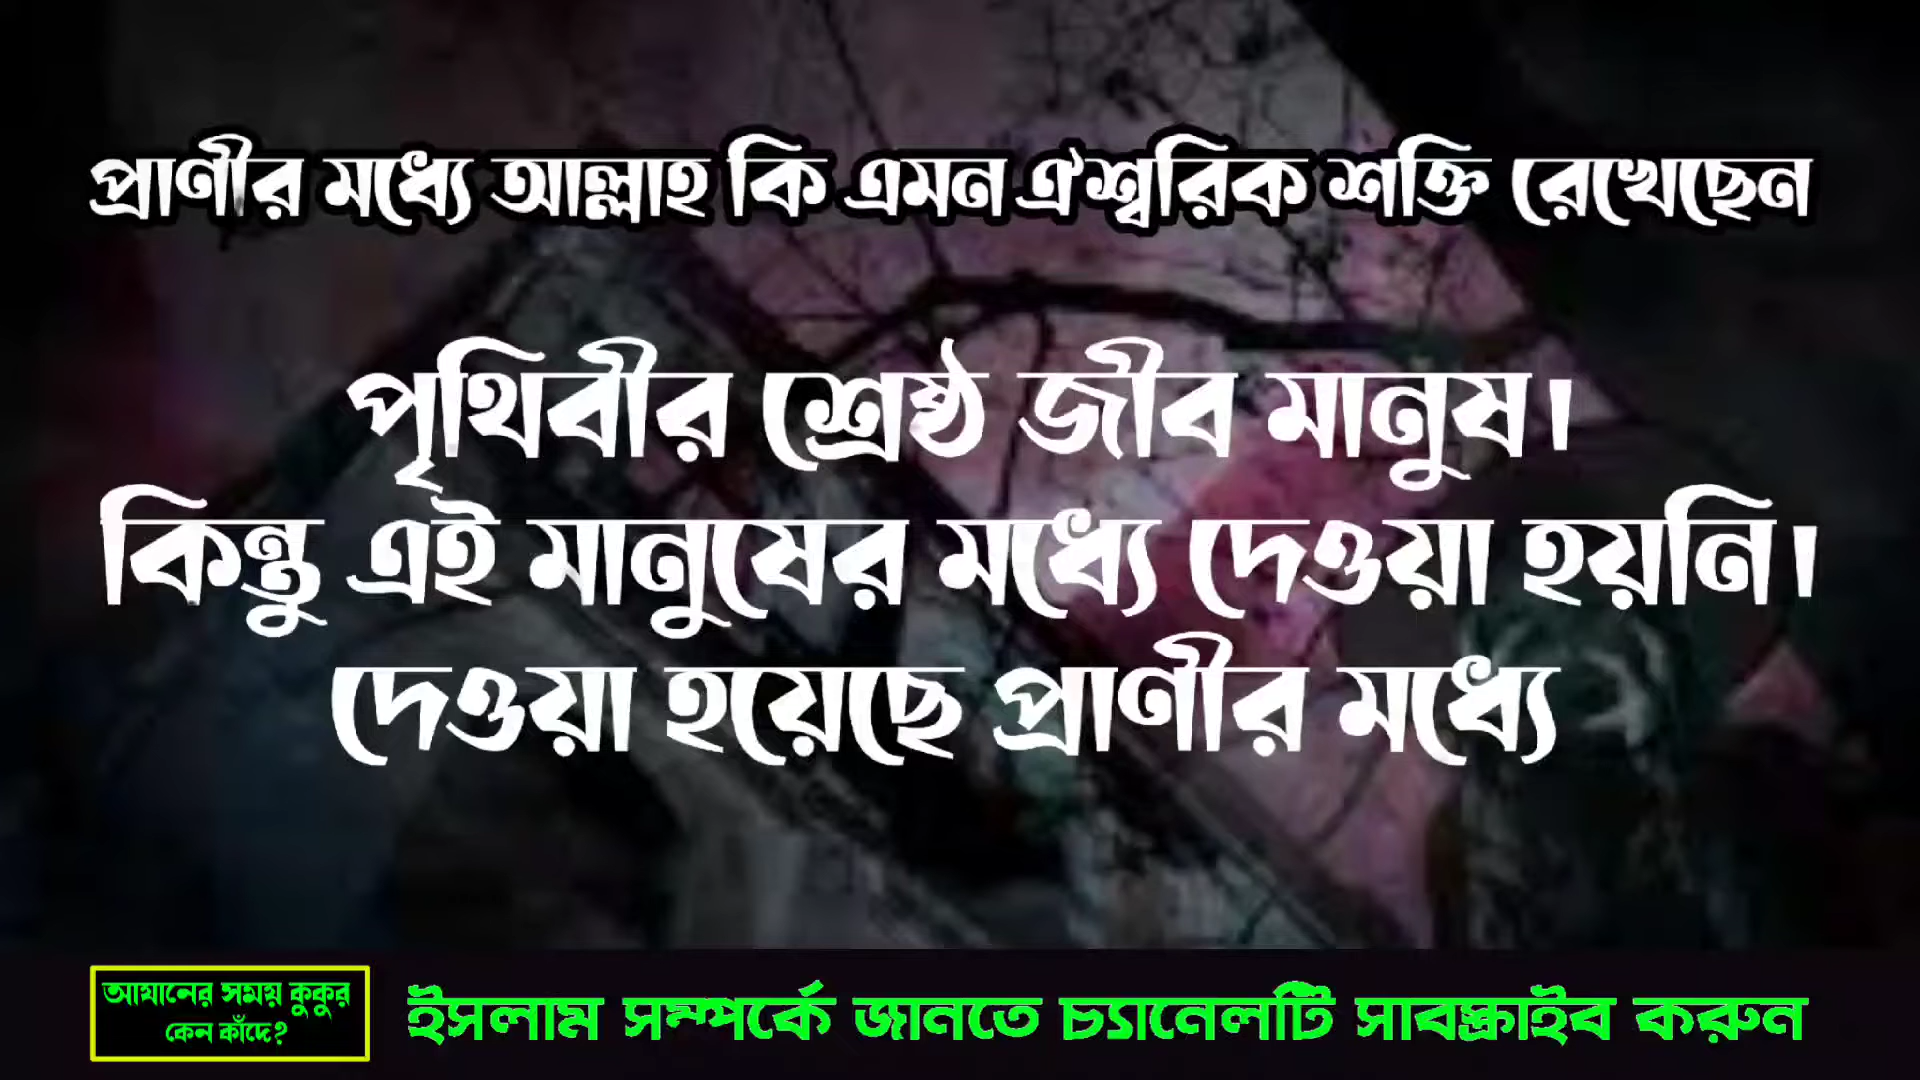 প্রাণীর মধ্যে আল্লাহ কি এমন ঐশ্বরিক শক্তি রেখেছেন
পৃথিবীর শ্রেষ্ঠ জীব মানুষ।
কিন্তু এই মানুষের মধ্যে দেওয়া হয়নি।
দেওয়া হয়েছে প্রাণীর মধ্যে
আযানের সময় কুকুর
কেন কাঁদে?
ইসলাম সম্পর্কে জানতে চ্যানেলটি সাবস্ক্রাইব করুন